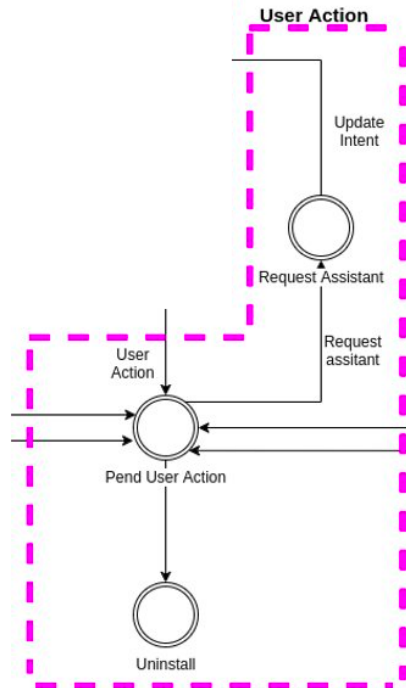 User Action
Update
Intent
Request Assistant
Request
assitant
User
Action
Pend User Action
Uninstall